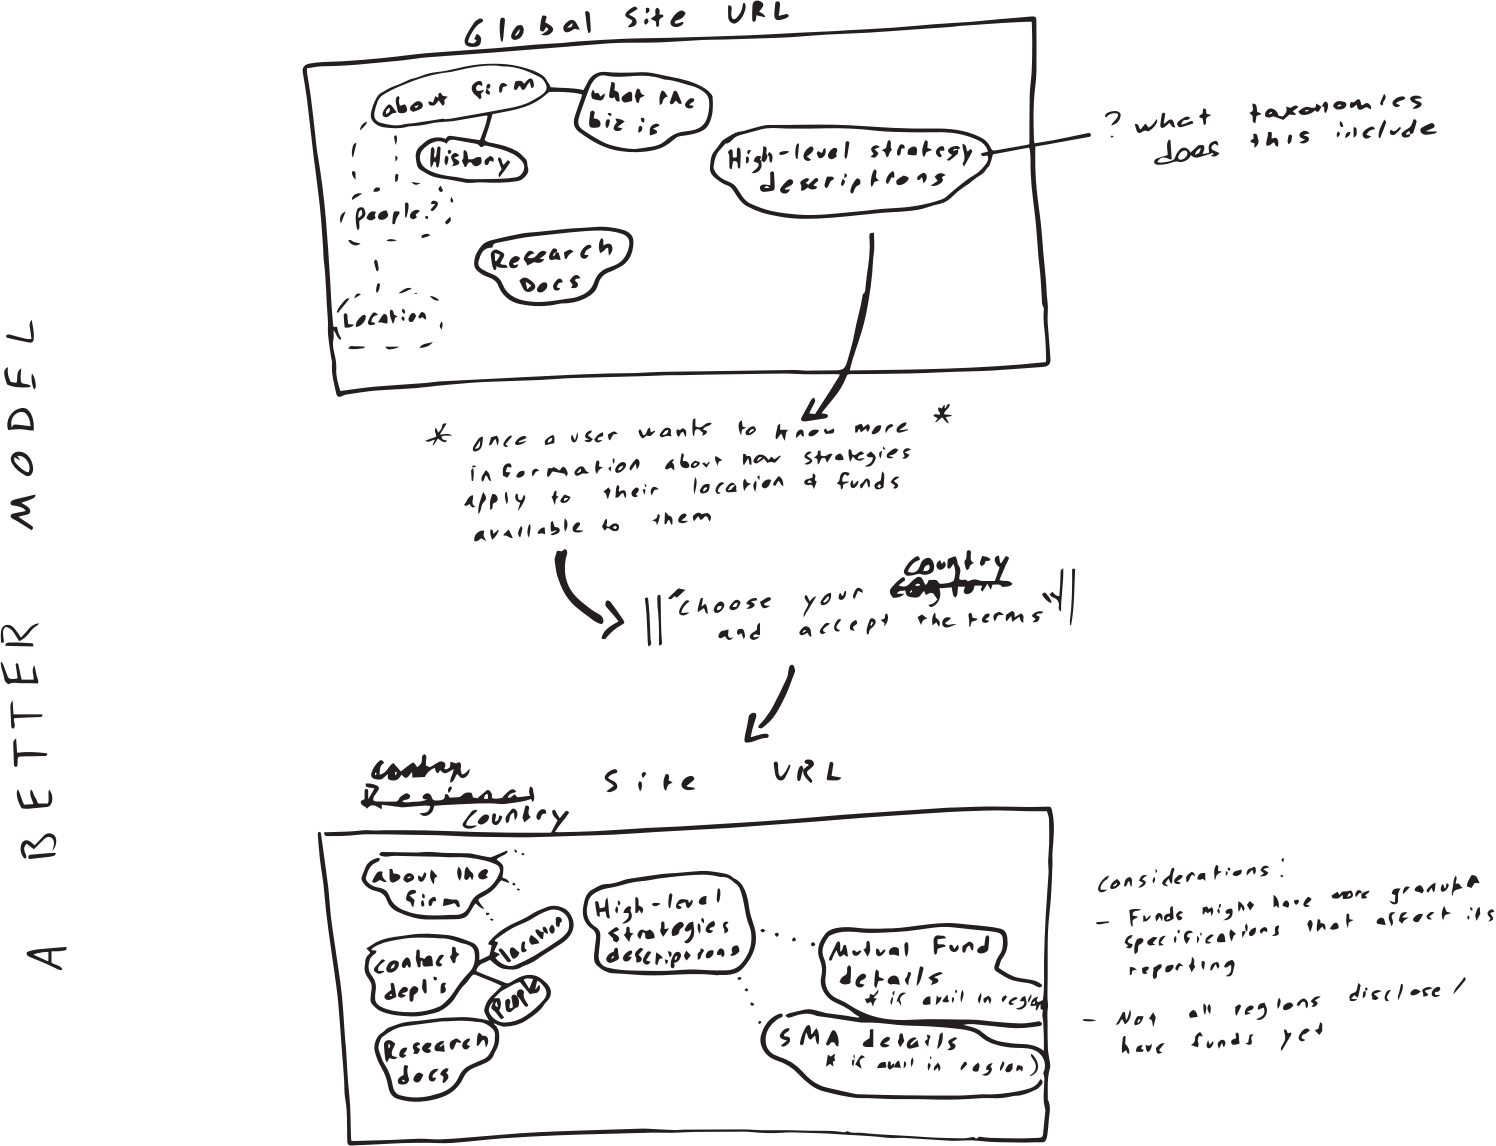 A BETTER MODEL
Global Site URL
about firm
what the
biz is
History
People?
Location
Research
Docs
High-level strategy
descriptions
? what taxonomies
does this include
* once a user wants to know more *
information about how strategies
apply to their location & funds
available to them
country
"Choose your
and accept the terms"
Regional Site URL
country
about the
firm
contact
dept's
location
People
Research
docs
High-level
strategies
descriptions
Mutual Fund
details
* if avail in region
SMA details
* if avail in region)
Considerations:
- Funds might have more granular
specifications that affect its
reporting
- Not all regions disclose/
have funds yet